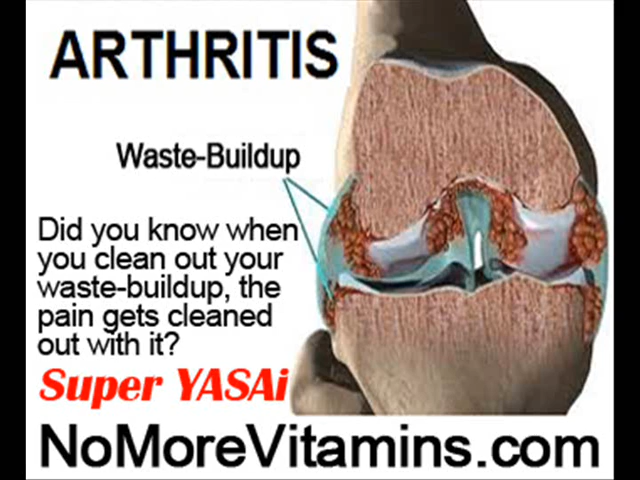 ARTHRITIS
Waste-Buildup
Did you know when
you clean out your
waste-buildup, the
pain gets cleaned
out with it?
Super YASAi
NoMoreVitamins.com